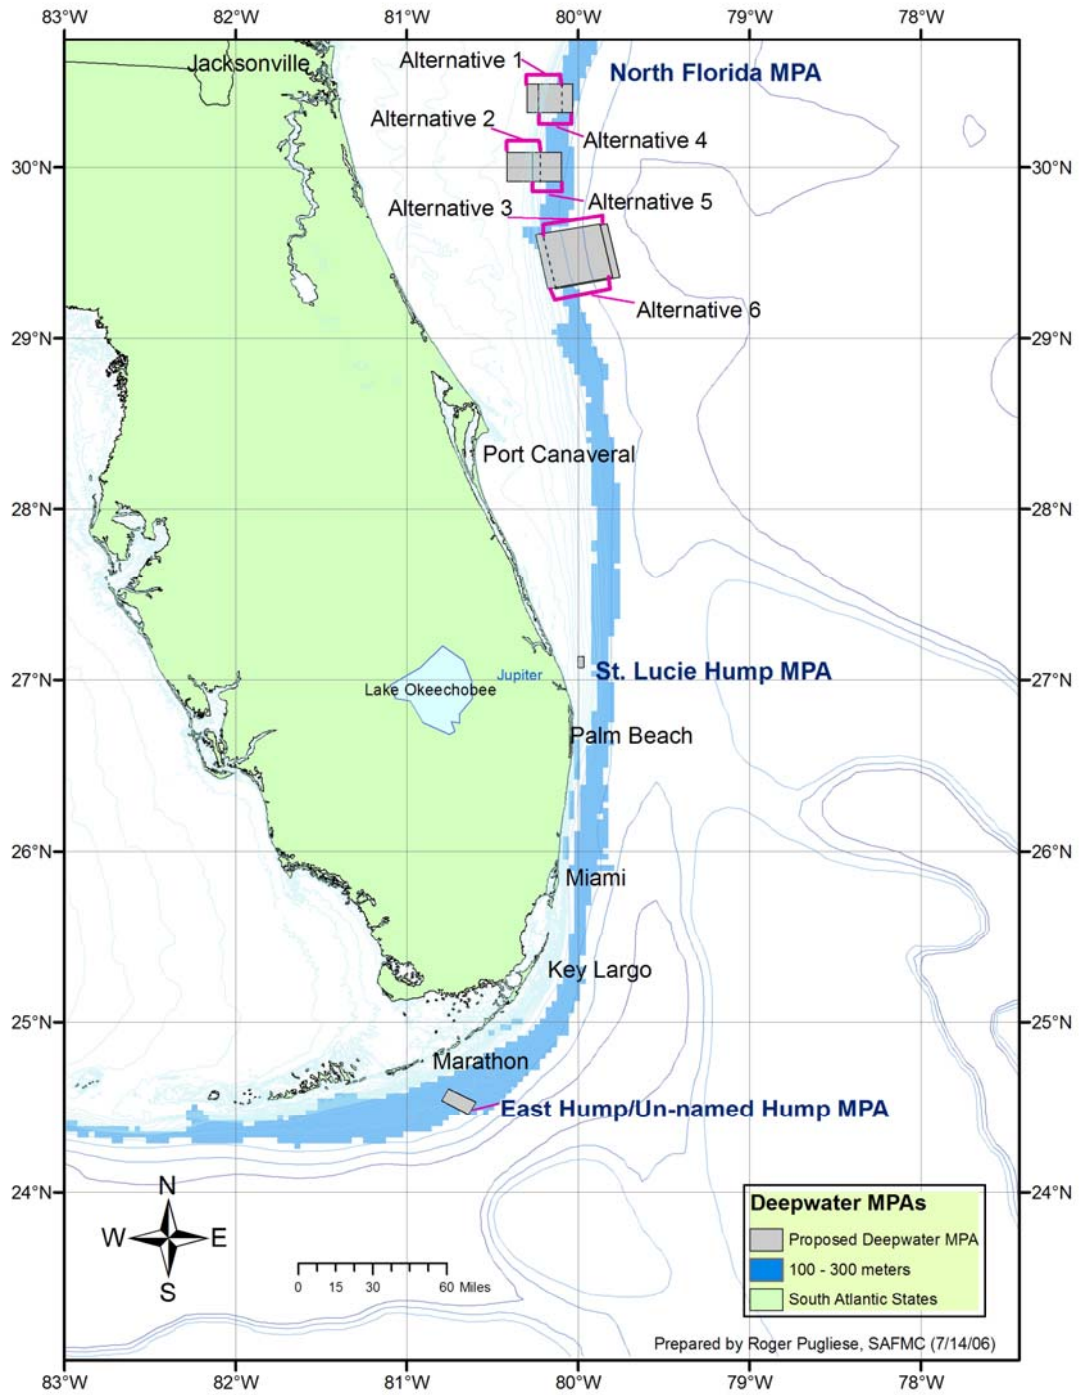 83°W 82°W 81°W 80°W 79°W 78°W
Alternative 1
Jacksonville
North Florida MPA
Alternative 2
Alternative 4
30°N 30°N
Alternative 3
Alternative 5
Alternative 6
29°N 29°N
Port Canaveral
28°N 28°N
St. Lucie Hump MPA
Jupiter
27°N 27°N
Lake Okeechobee
Palm Beach
26°N 26°N
Miami
Key Largo
25°N 25°N
Marathon
East Hump/Un-named Hump MPA
24°N 24°N
N
W E
S
0 15 30 60 Miles
Deepwater MPAs
Proposed Deepwater MPA
100 - 300 meters
South Atlantic States
Prepared by Roger Pugliese, SAFMC (7/14/06)
83°W 82°W 81°W 80°W 79°W 78°W